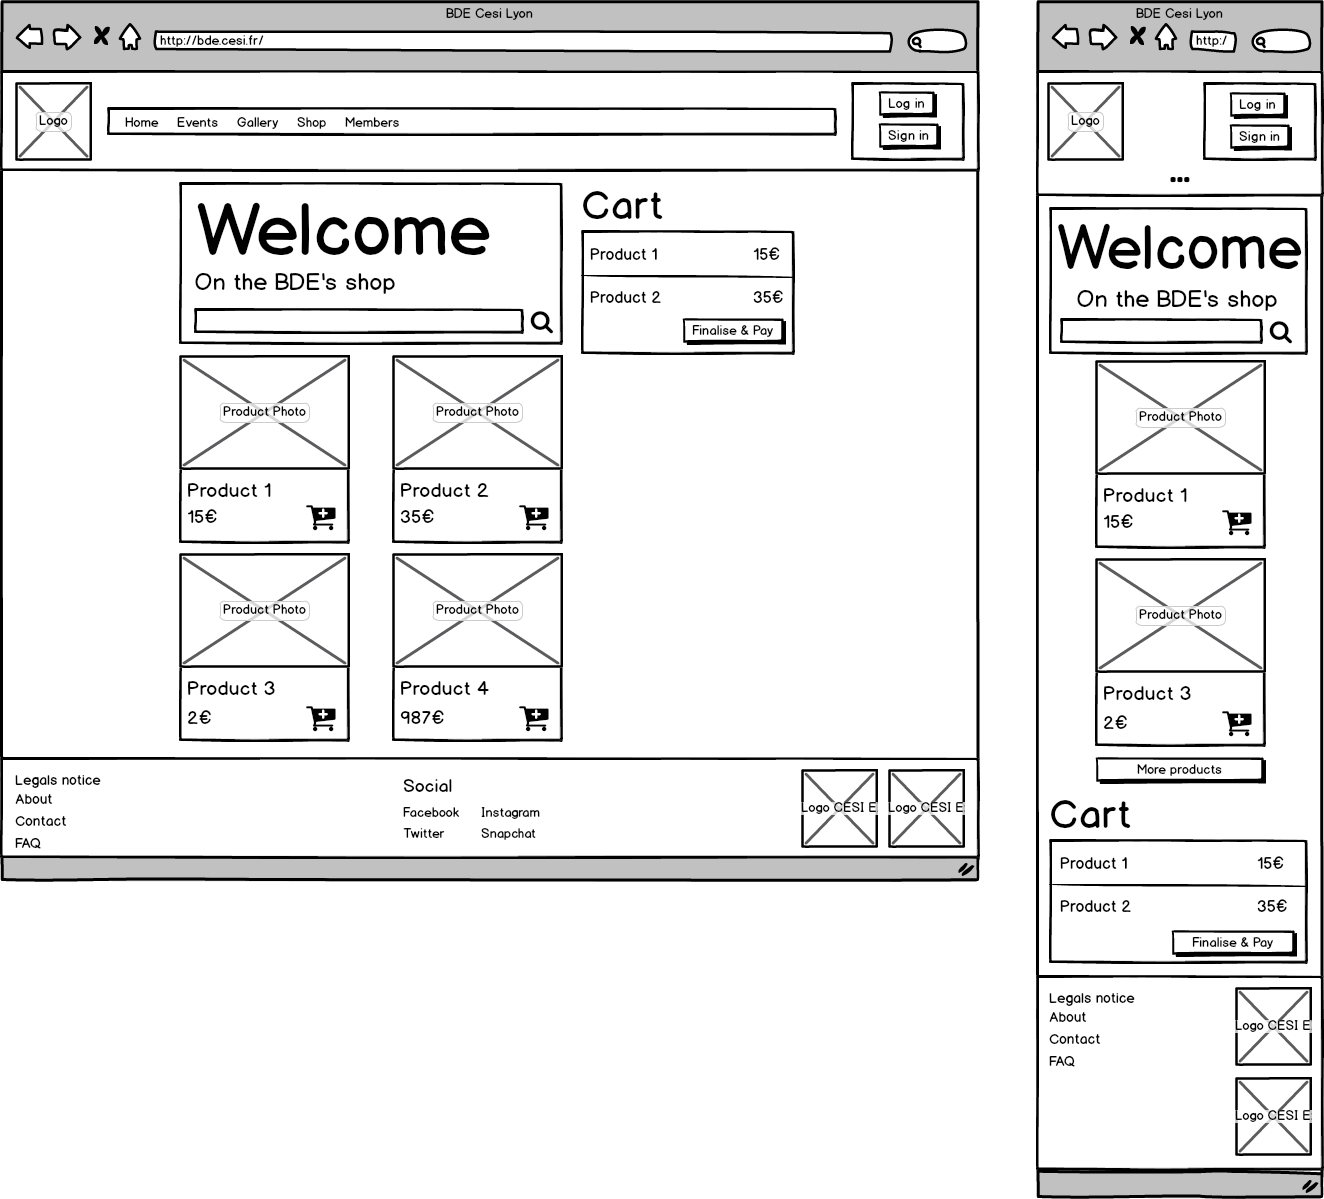 BDE Cesi Lyon
http://bde.cesi.fr/
Logo
Home Events Gallery Shop Members
Log in
Sign in
Welcome
On the BDE's shop
Cart
Product 1 15€
Product 2 35€
Finalise & Pay
Product Photo
Product 1
15€
Product Photo
Product 2
35€
Product Photo
Product 3
2€
Product Photo
Product 4
987€
Legals notice
About
Contact
FAQ
Social
Facebook Instagram
Twitter Snapchat
Logo CESI E
Logo CESI E
BDE Cesi Lyon
http:/
Logo
Log in
Sign in
...
Welcome
On the BDE's shop
Product Photo
Product 1
15€
Product Photo
Product 3
2€
More products
Cart
Product 1 15€
Product 2 35€
Finalise & Pay
Legals notice
About
Contact
FAQ
Logo CESI E
Logo CESI E